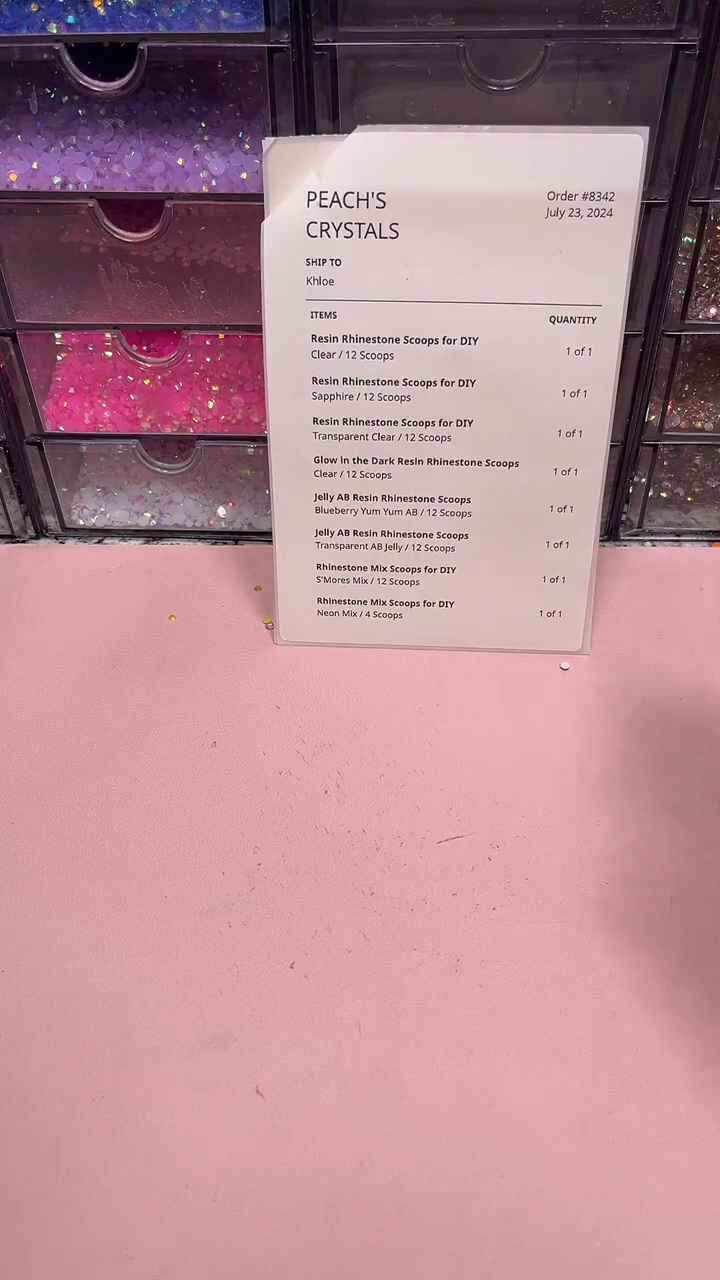 PEACH'S
CRYSTALS
Order #8342
July 23, 2024
SHIP TO
Khloe
ITEMS QUANTITY
Resin Rhinestone Scoops for DIY
Clear / 12 Scoops 1 of 1
Resin Rhinestone Scoops for DIY
Sapphire / 12 Scoops 1 of 1
Resin Rhinestone Scoops for DIY
Transparent Clear / 12 Scoops 1 of 1
Glow in the Dark Resin Rhinestone Scoops
Clear / 12 Scoops 1 of 1
Jelly AB Resin Rhinestone Scoops
Blueberry Yum Yum AB / 12 Scoops 1 of 1
Jelly AB Resin Rhinestone Scoops
Transparent AB Jelly / 12 Scoops 1 of 1
Rhinestone Mix Scoops for DIY
S'Mores Mix / 12 Scoops 1 of 1
Rhinestone Mix Scoops for DIY
Neon Mix / 4 Scoops 1 of 1